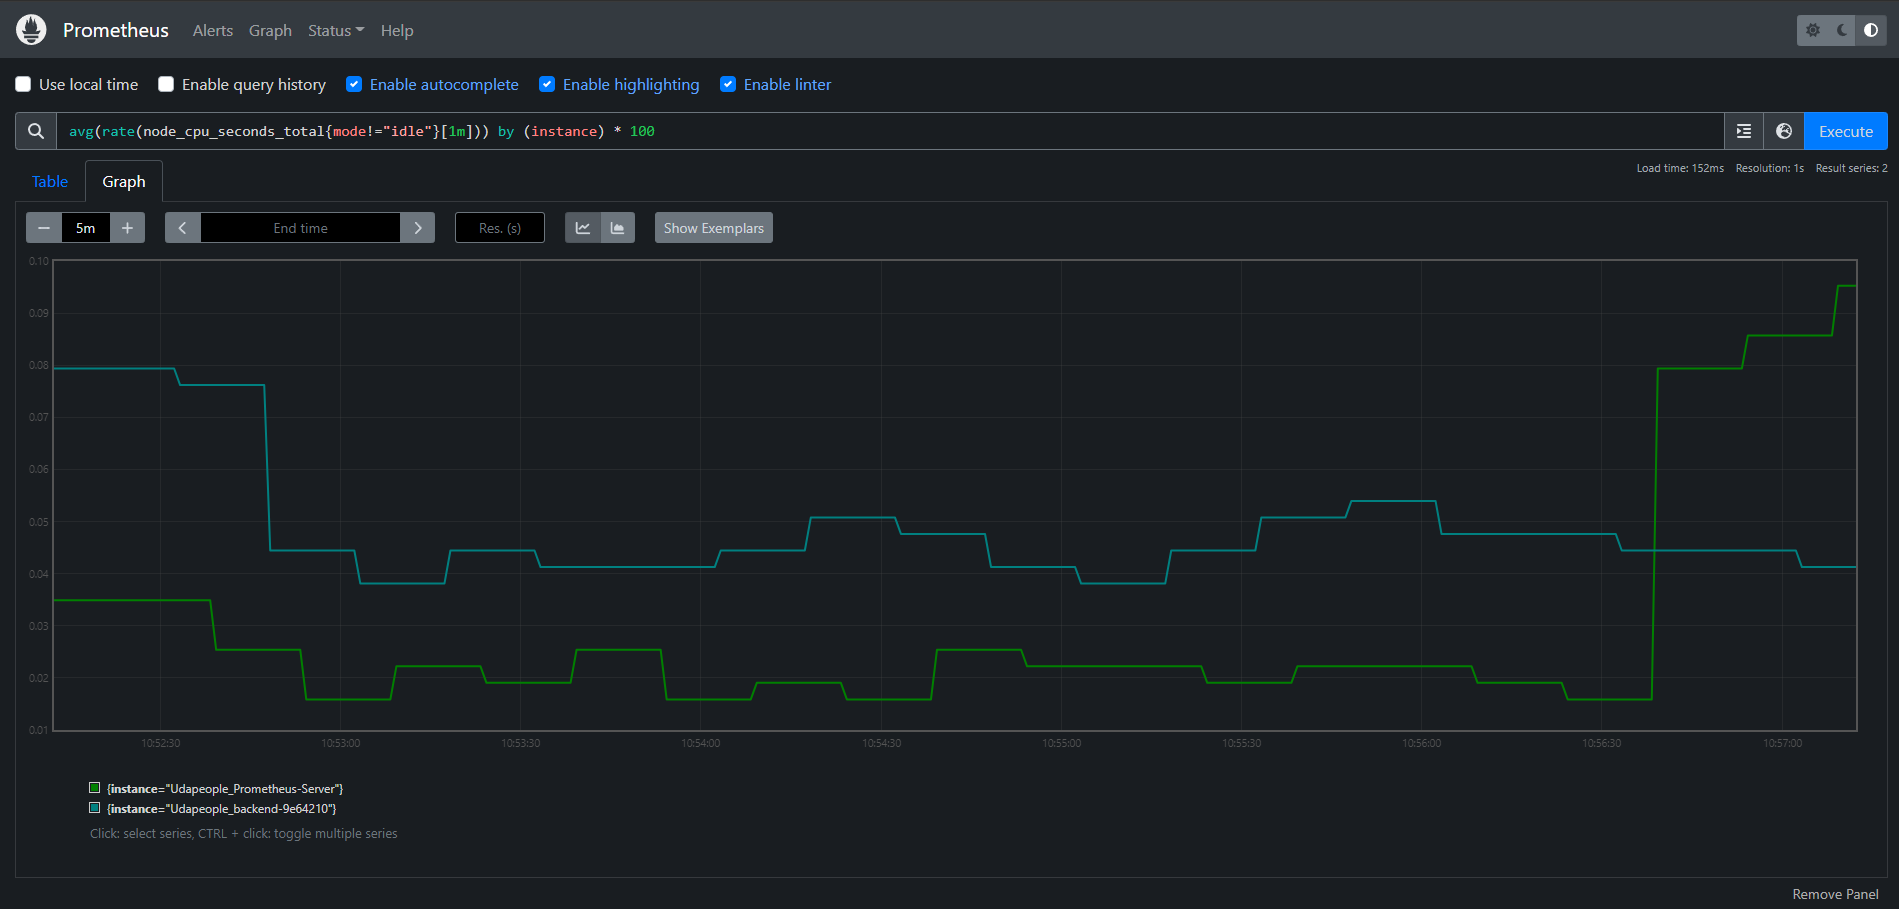 Prometheus Alerts Graph Status Help
Use local time Enable query history Enable autocomplete Enable highlighting Enable linter
avg(rate(node_cpu_seconds_total{mode!="idle"}[1m])) by (instance) * 100 Execute
Load time: 152ms Resolution: 1s Result series: 2
Table Graph
5m End time Res. (s) Show Exemplars
0.10
0.09
0.08
0.07
0.06
0.05
0.04
0.03
0.02
0.01
10:52:30 10:53:00 10:53:30 10:54:00 10:54:30 10:55:00 10:55:30 10:56:00 10:56:30 10:57:00
{instance="Udapeople_Prometheus-Server"}
{instance="Udapeople_backend-9e64210"}
Click: select series, CTRL + click: toggle multiple series
Remove Panel